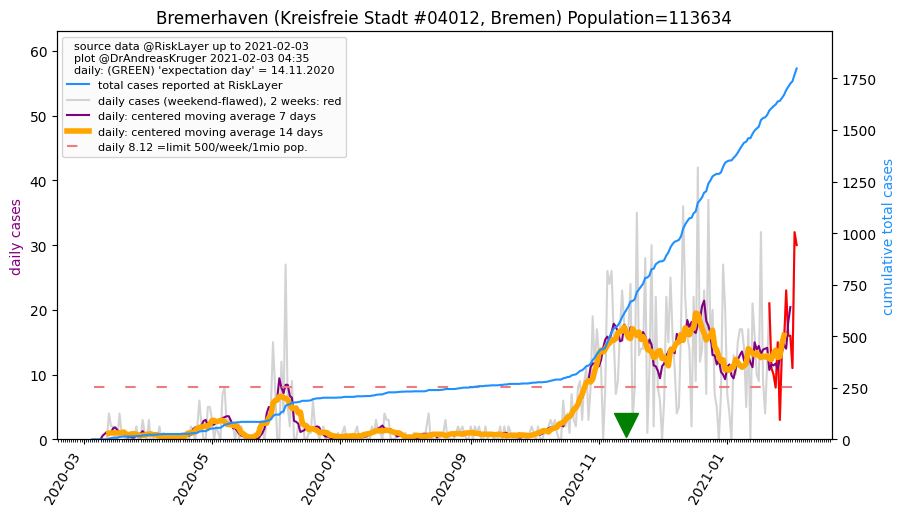 Bremerhaven (Kreisfreie Stadt #04012, Bremen) Population=113634
source data @RiskLayer up to 2021-02-03
plot @DrAndreasKruger 2021-02-03 04:35
daily: (GREEN) 'expectation day' = 14.11.2020
total cases reported at RiskLayer
daily cases (weekend-flawed), 2 weeks: red
daily: centered moving average 7 days
daily: centered moving average 14 days
daily 8.12 =limit 500/week/1mio pop.
daily cases
60
50
40
30
20
10
0
cumulative total cases
1750
1500
1250
1000
750
500
250
0
2020-03
2020-05
2020-07
2020-09
2020-11
2021-01